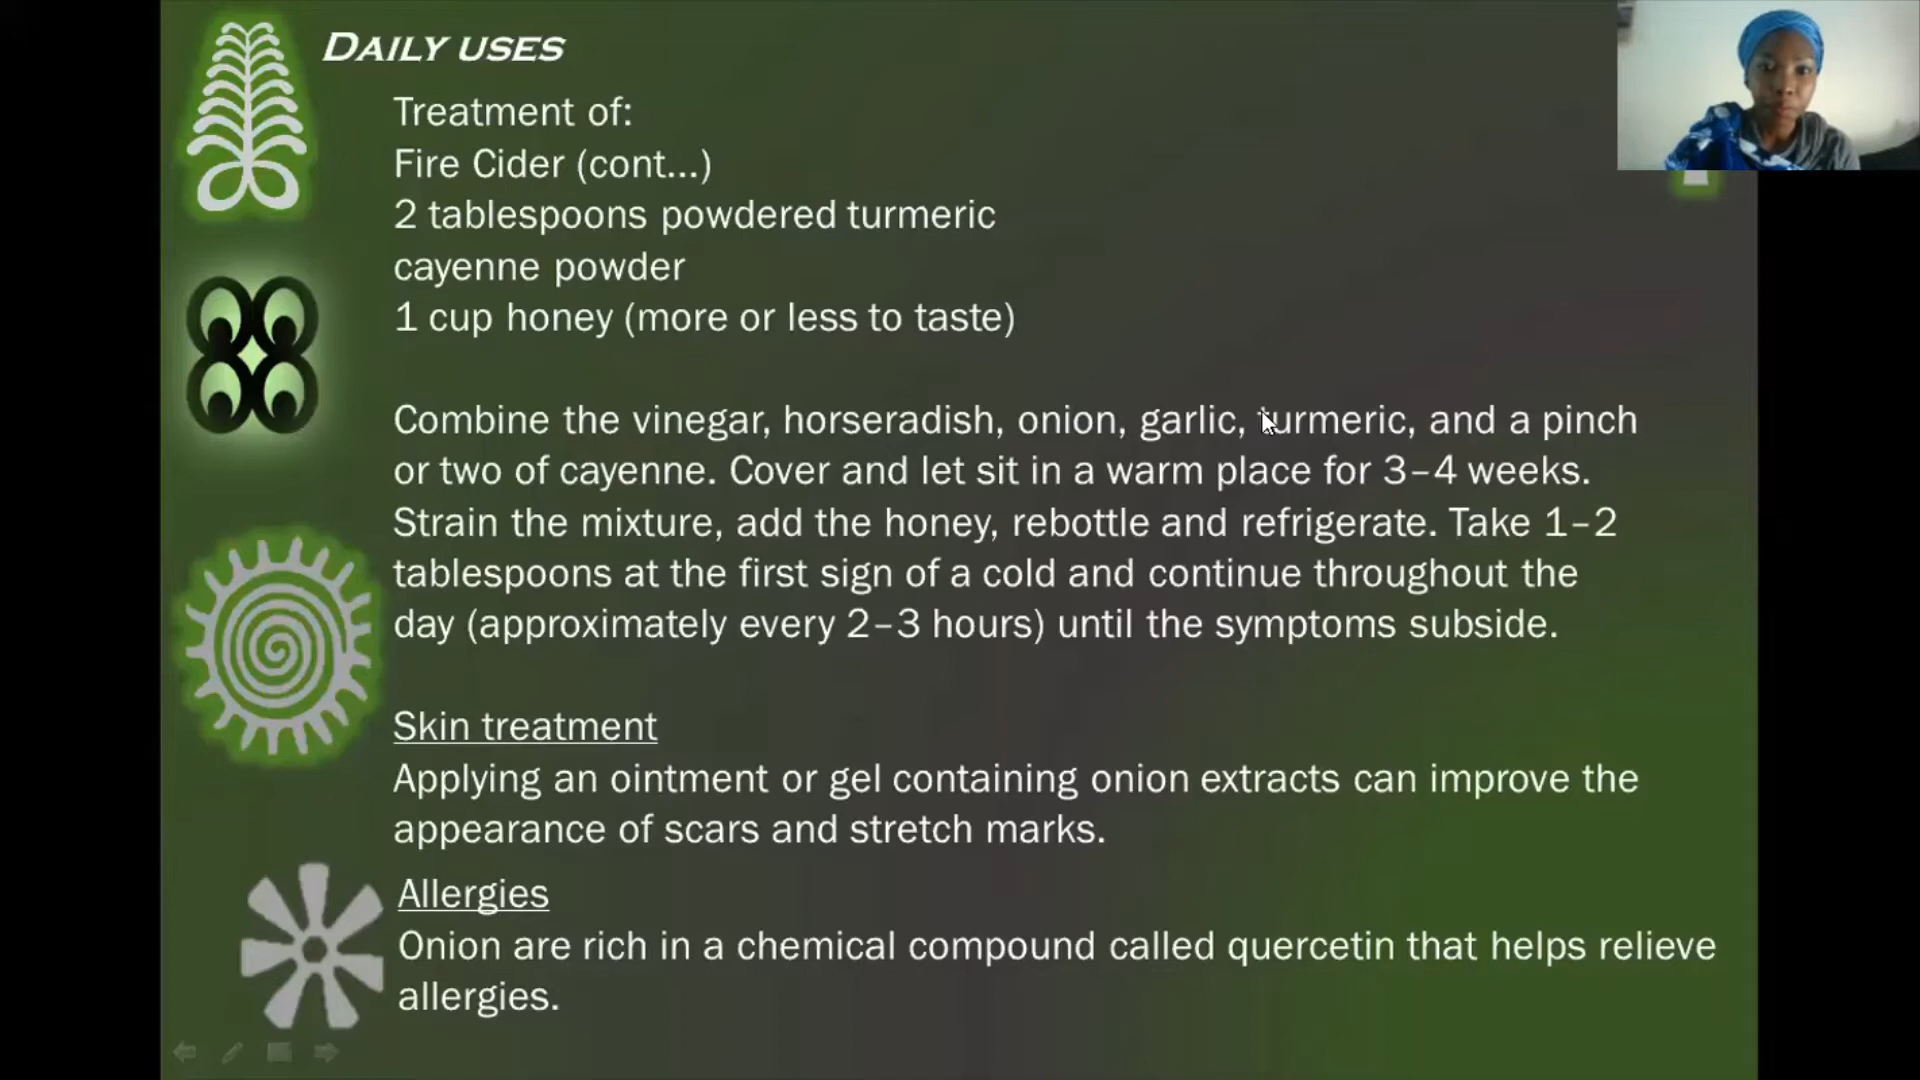 DAILY USES
Treatment of:
Fire Cider (cont...)
2 tablespoons powdered turmeric
cayenne powder
1 cup honey (more or less to taste)
Combine the vinegar, horseradish, onion, garlic, turmeric, and a pinch
or two of cayenne. Cover and let sit in a warm place for 3–4 weeks.
Strain the mixture, add the honey, rebottle and refrigerate. Take 1–2
tablespoons at the first sign of a cold and continue throughout the
day (approximately every 2–3 hours) until the symptoms subside.
Skin treatment
Applying an ointment or gel containing onion extracts can improve the
appearance of scars and stretch marks.
Allergies
Onion are rich in a chemical compound called quercetin that helps relieve
allergies.